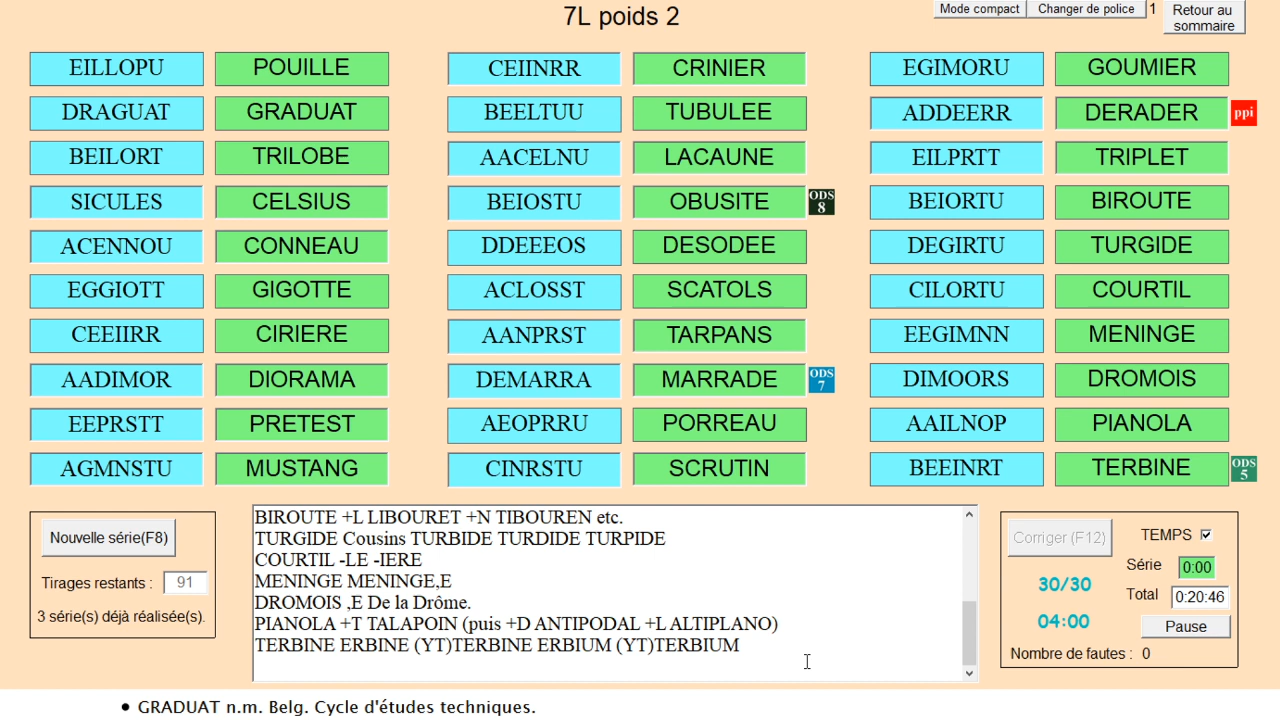 7L poids 2
Mode compact Changer de police 1 Retour au sommaire
EILLOPU POUILLE CEIINRR CRINIER EGIMORU GOUMIER
DRAGUAT GRADUAT BEELTUU TUBULEE ADDEERR DERADER ppi
BEILORT TRILOBE AACELNU LACAUNE EILPRTT TRIPLET
SICULES CELSIUS BEIOSTU OBUSITE ODS 8 BEIORTU BIROUTE
ACENNOU CONNEAU DDEEEOS DESODEE DEGIRTU TURGIDE
EGGIOTT GIGOTTE ACLOSST SCATOLS CILORTU COURTIL
CEEIIRR CIRIERE AANPRST TARPANS EEGIMNN MENINGE
AADIMOR DIORAMA DEMARRA MARRADE ODS 7 DIMOORS DROMOIS
EEPRSTT PRETEST AEOPRRU PORREAU AAILNOP PIANOLA
AGMNSTU MUSTANG CINRSTU SCRUTIN BEEINRT TERBINE ODS 5
Nouvelle série(F8)
Tirages restants : 91
3 série(s) déjà réalisée(s).
BIROUTE +L LIBOURET +N TIBOUREN etc.
TURGIDE Cousins TURBIDE TURDIDE TURPIDE
COURTIL -LE -IERE
MENINGE MENINGE,E
DROMOIS ,E De la Drôme.
PIANOLA +T TALAPOIN (puis +D ANTIPODAL +L ALTIPLANO)
TERBINE ERBINE (YT)TERBINE ERBIUM (YT)TERBIUM
Corriger (F12) TEMPS
Série 0:00
30/30
Total 0:20:46
04:00 Pause
Nombre de fautes : 0
• GRADUAT n.m. Belg. Cycle d'études techniques.